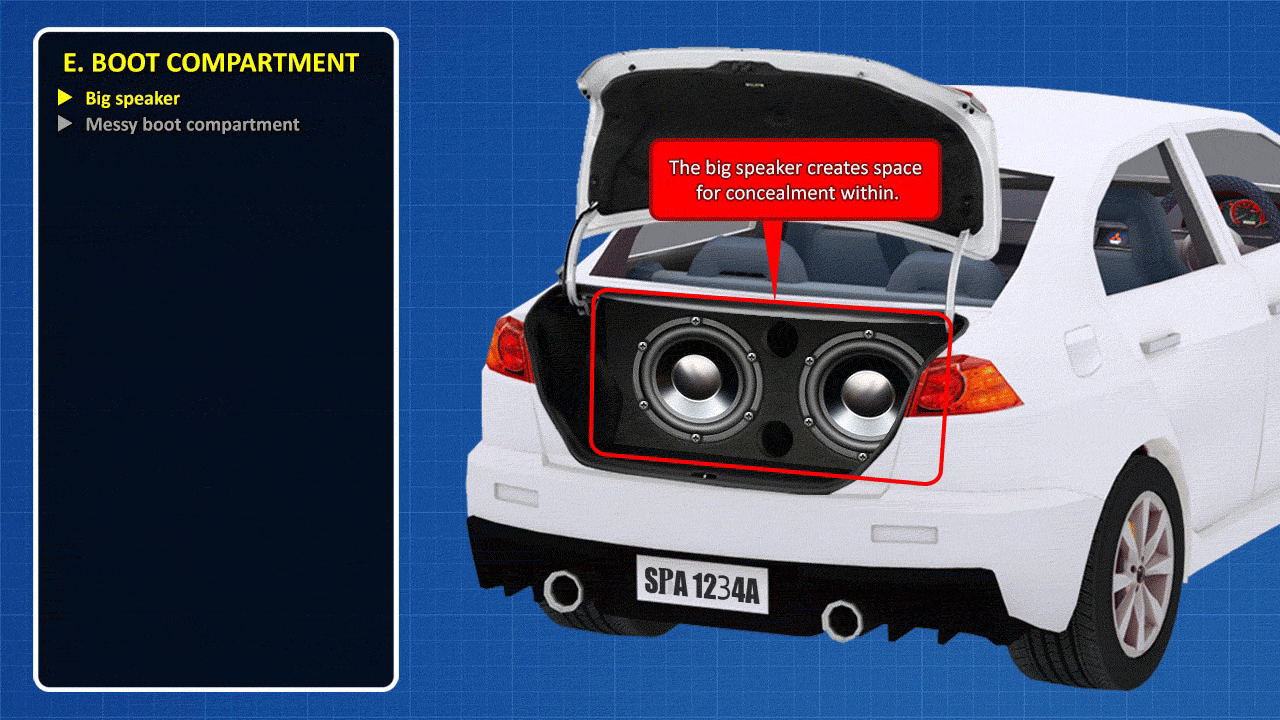 E. BOOT COMPARTMENT
Big speaker
Messy boot compartment
The big speaker creates space
for concealment within.
SPA 1234A